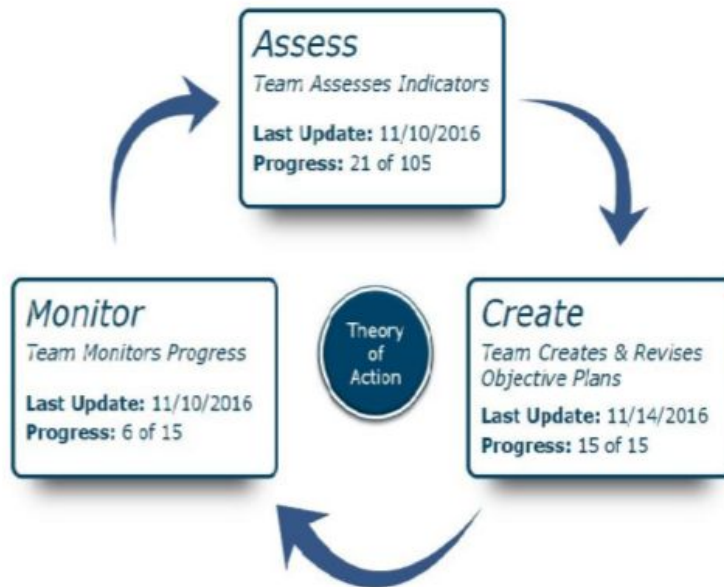 Assess
Team Assesses Indicators
Last Update: 11/10/2016
Progress: 21 of 105
Monitor
Team Monitors Progress
Last Update: 11/10/2016
Progress: 6 of 15
Theory
of
Action
Create
Team Creates & Revises
Objective Plans
Last Update: 11/14/2016
Progress: 15 of 15